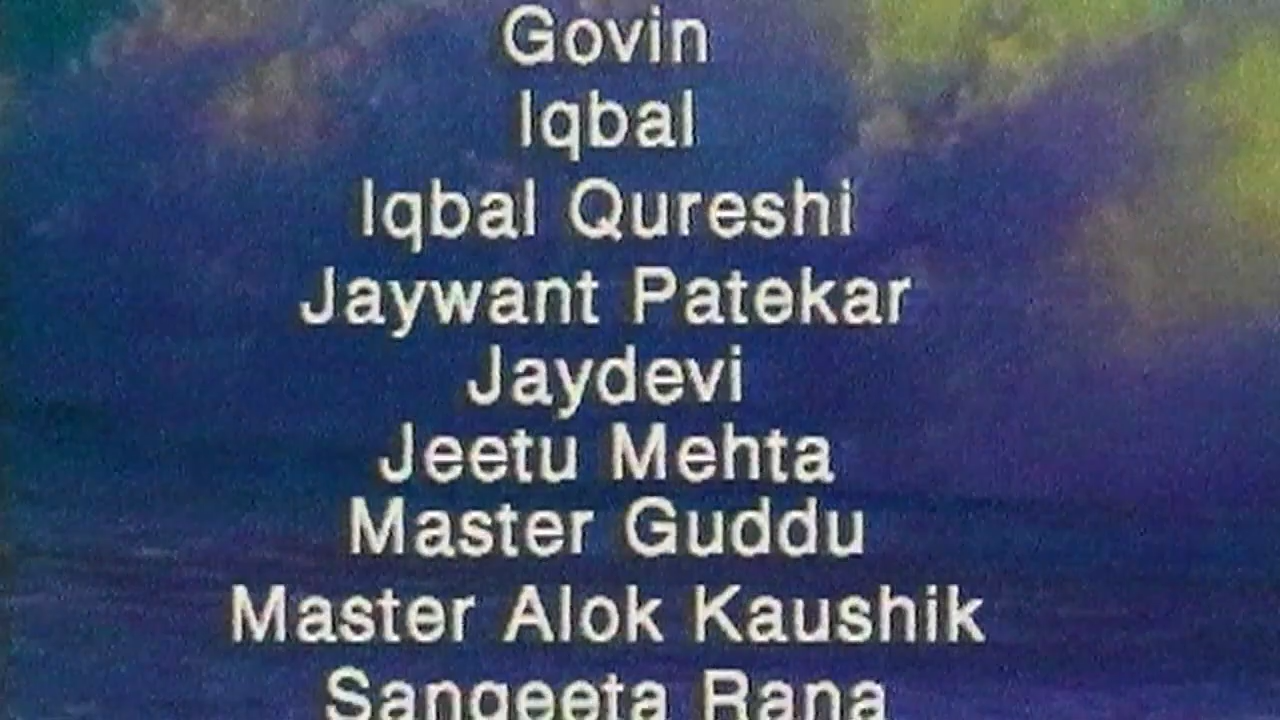 Govin
Iqbal
Iqbal Qureshi
Jaywant Patekar
Jaydevi
Jeetu Mehta
Master Guddu
Master Alok Kaushik
Sangeeta Rana